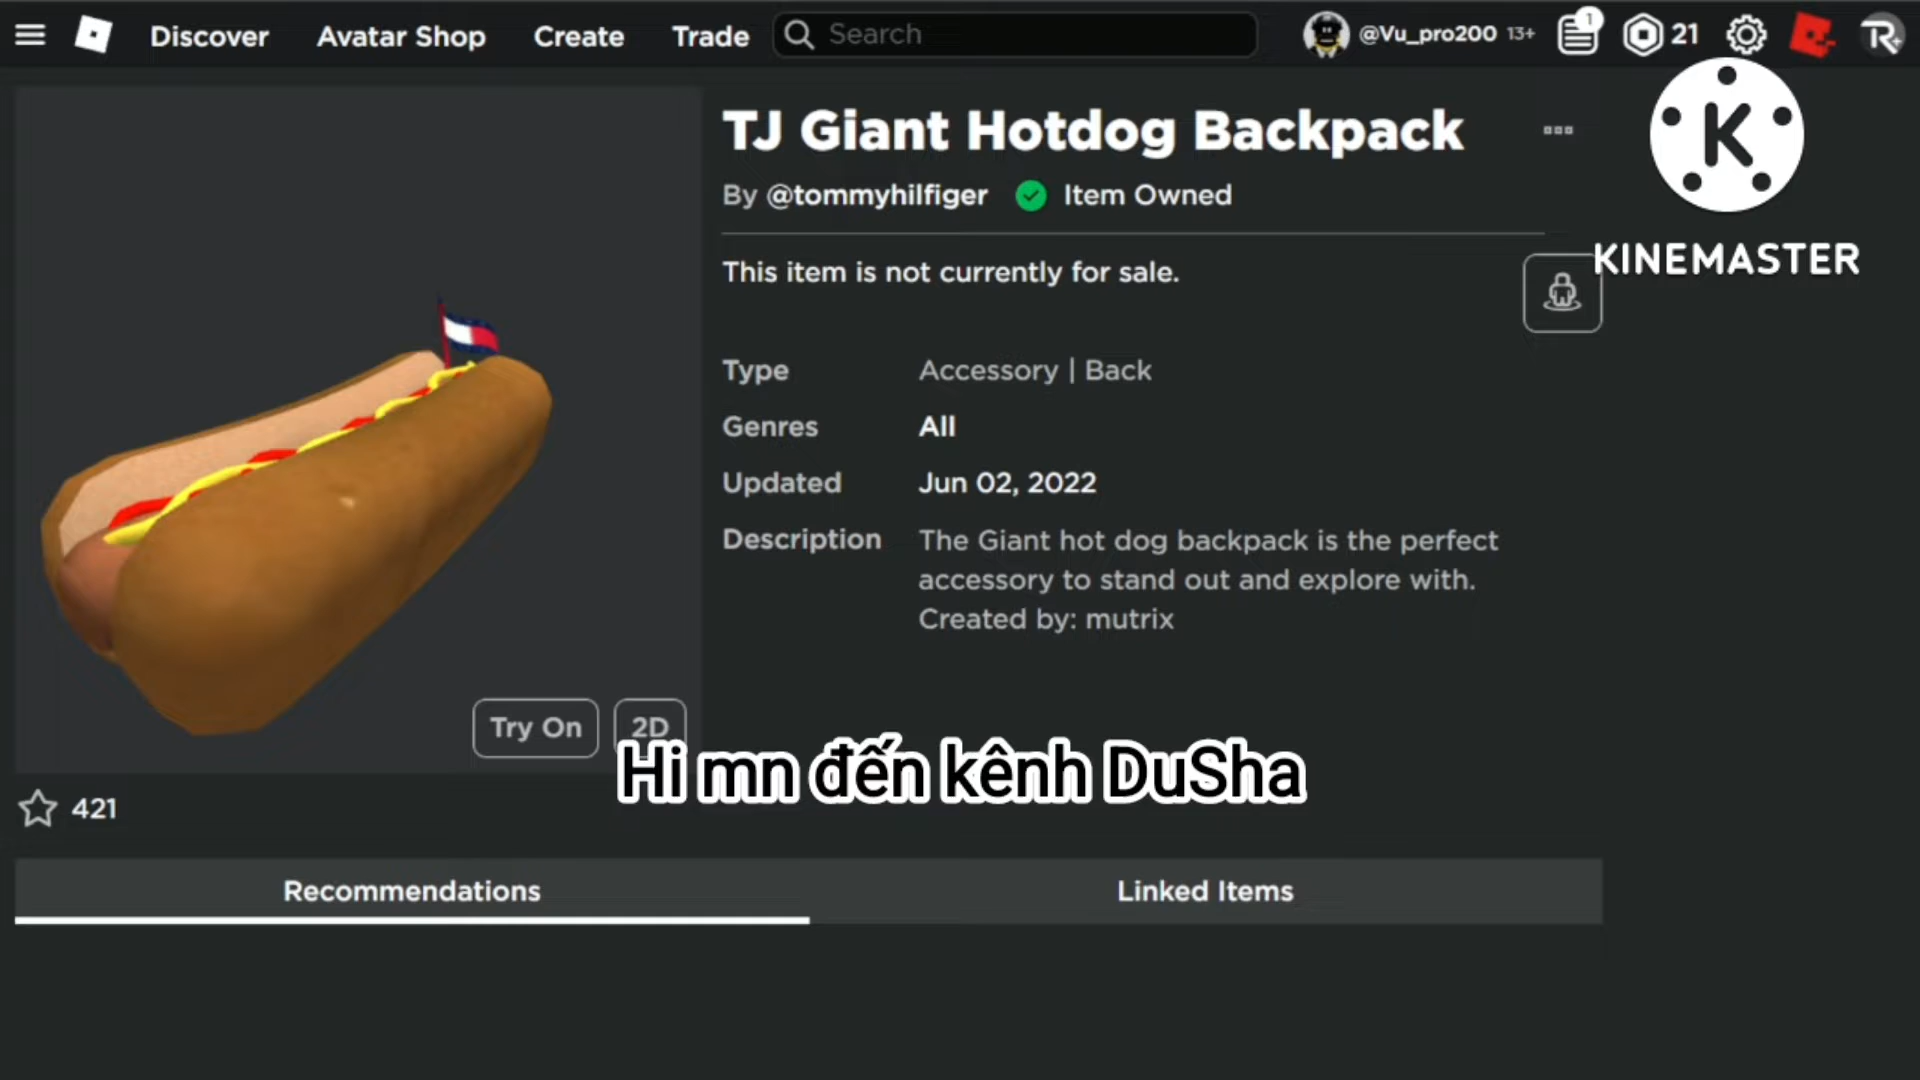 Discover
Avatar Shop
Create
Trade
Search
@Vu_pro200 13+
1
21
TJ Giant Hotdog Backpack
By @tommyhilfiger
Item Owned
K
KINEMASTER
This item is not currently for sale.
Type Accessory | Back
Genres All
Updated Jun 02, 2022
Description The Giant hot dog backpack is the perfect
accessory to stand out and explore with.
Created by: mutrix
Try On
2D
Hi mn đến kênh DuSha
421
Recommendations
Linked Items